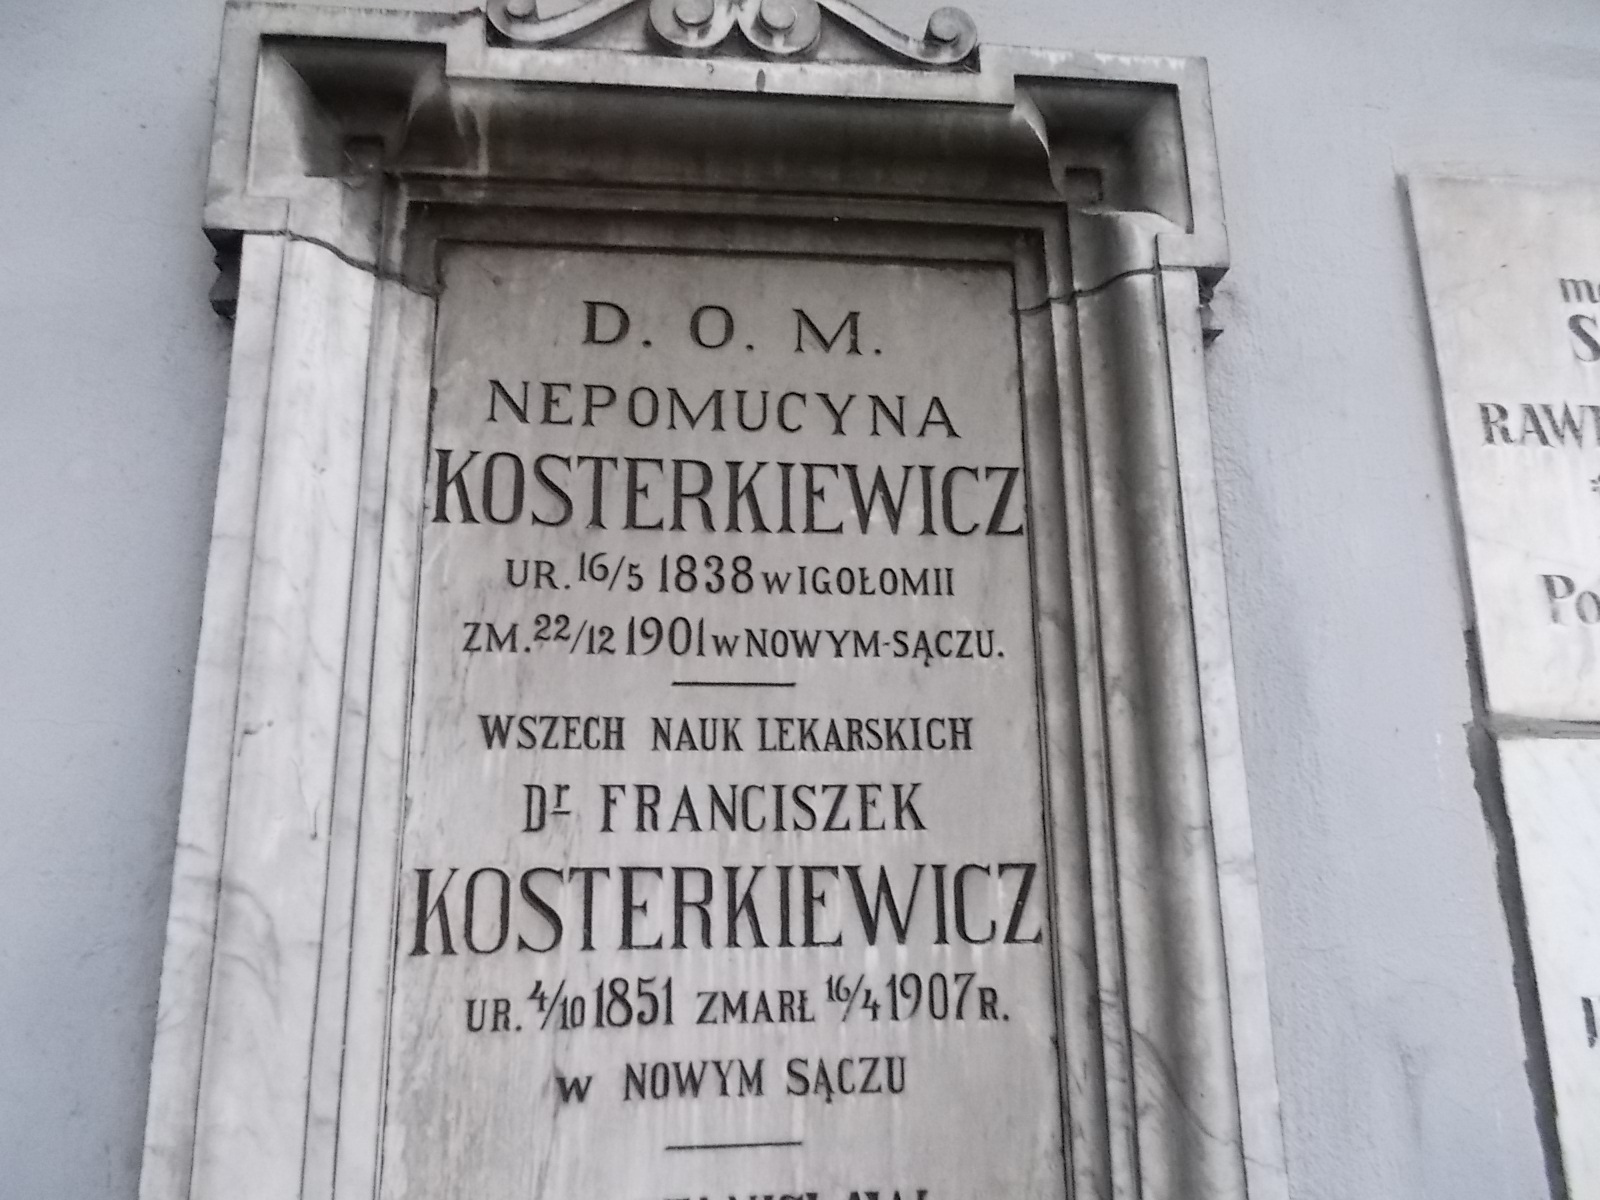 D. O. M.
NEPOMUCYNA
KOSTERKIEWICZ
UR. 16/5 1838 W IGOŁOMII
ZM. 22/12 1901 W NOWYM-SĄCZU.
WSZECH NAUK LEKARSKICH
Dr FRANCISZEK
KOSTERKIEWICZ
UR. 4/10 1851 ZMARŁ 16/4 1907 R.
W NOWYM SĄCZU